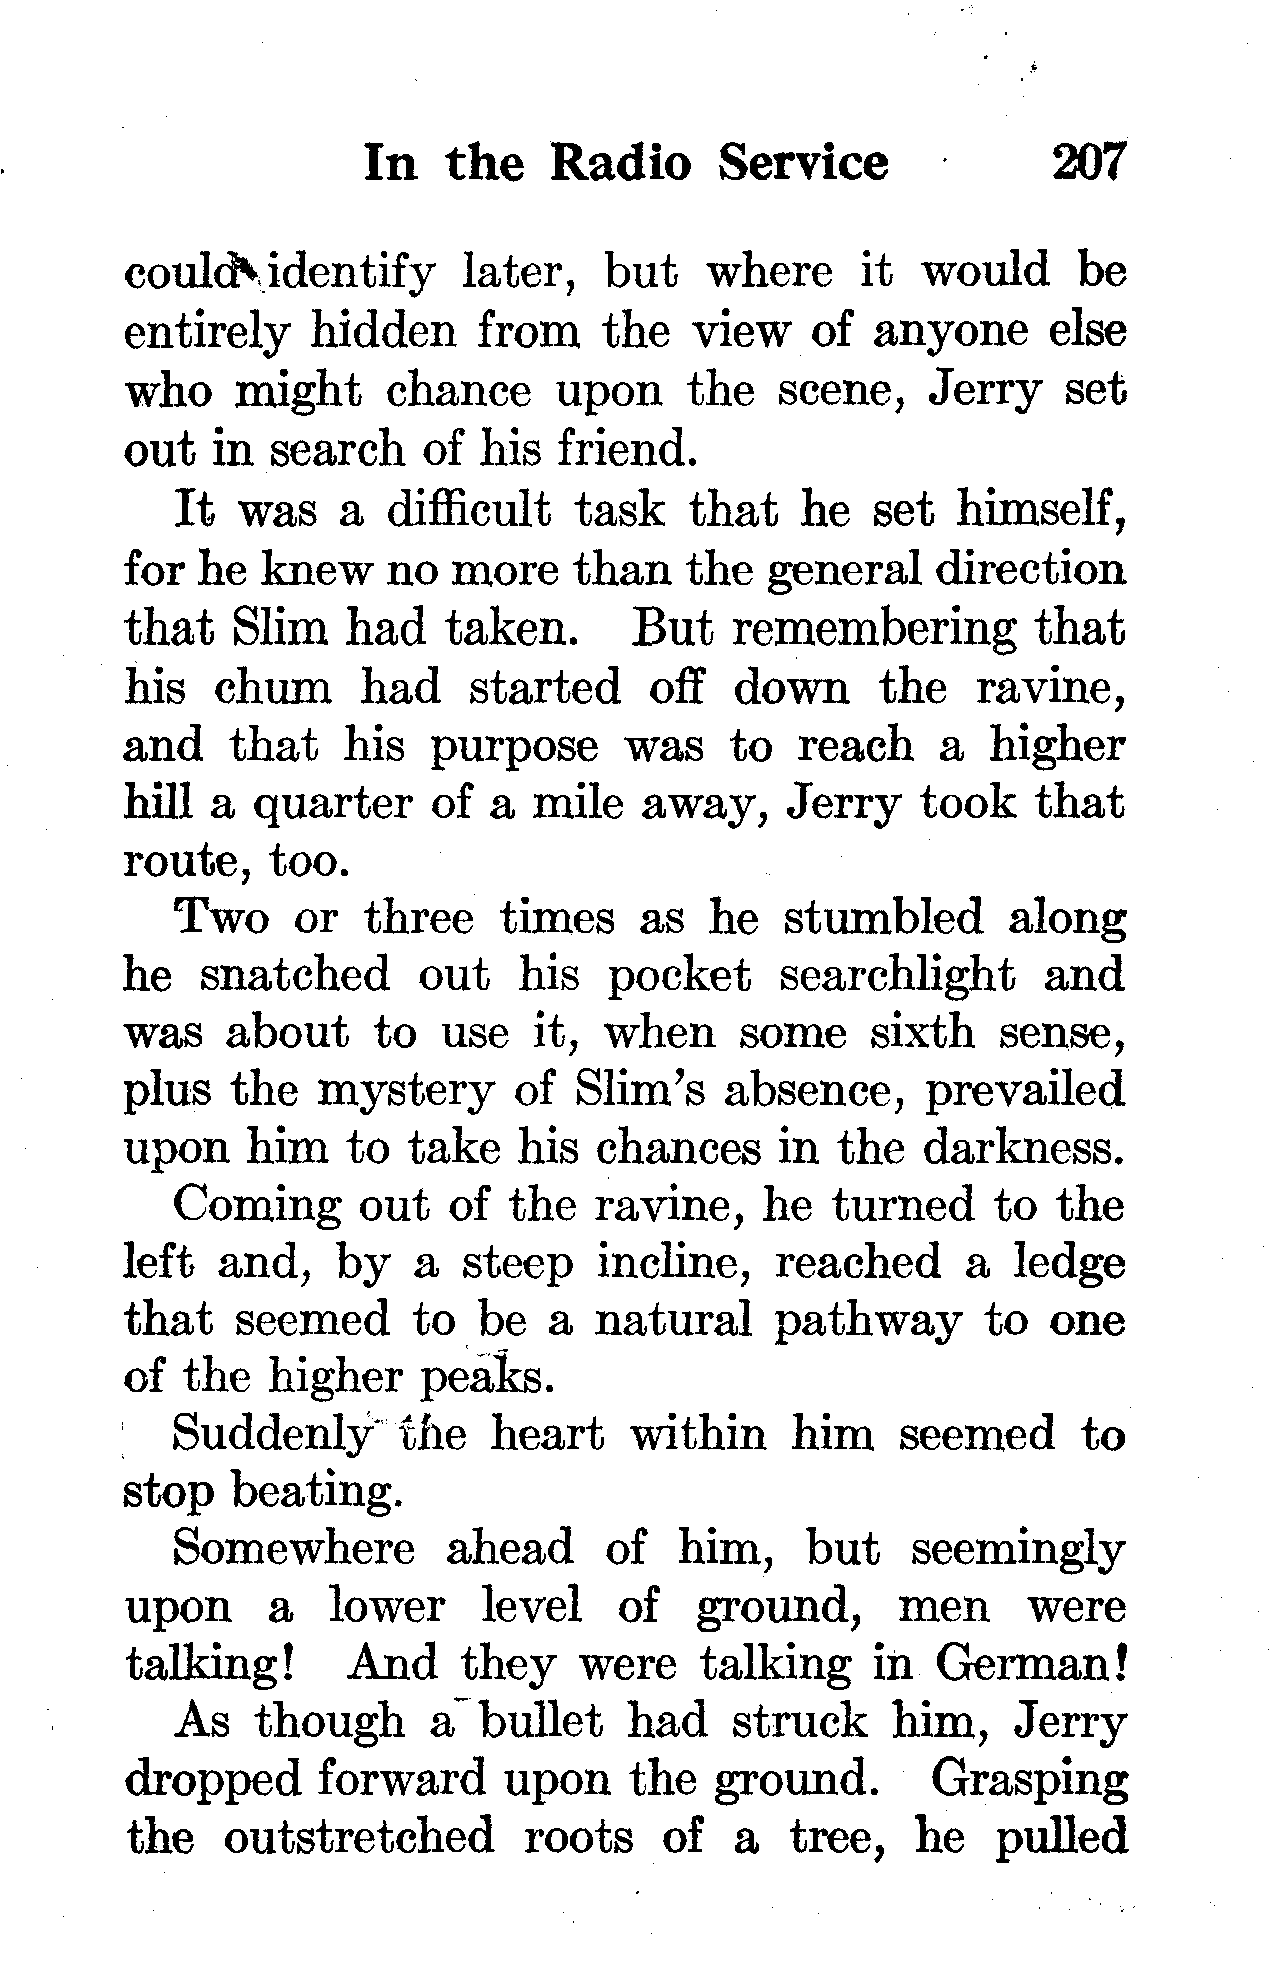 In the Radio Service 207
could identify later, but where it would be
entirely hidden from the view of anyone else
who might chance upon the scene, Jerry set
out in search of his friend.
It was a difficult task that he set himself,
for he knew no more than the general direction
that Slim had taken. But remembering that
his chum had started off down the ravine,
and that his purpose was to reach a higher
hill a quarter of a mile away, Jerry took that
route, too.
Two or three times as he stumbled along
he snatched out his pocket searchlight and
was about to use it, when some sixth sense,
plus the mystery of Slim's absence, prevailed
upon him to take his chances in the darkness.
Coming out of the ravine, he turned to the
left and, by a steep incline, reached a ledge
that seemed to be a natural pathway to one
of the higher peaks.
Suddenly the heart within him seemed to
stop beating.
Somewhere ahead of him, but seemingly
upon a lower level of ground, men were
talking! And they were talking in German!
As though a bullet had struck him, Jerry
dropped forward upon the ground. Grasping
the outstretched roots of a tree, he pulled